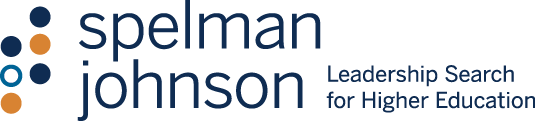 spelman
johnson
Leadership Search
for Higher Education